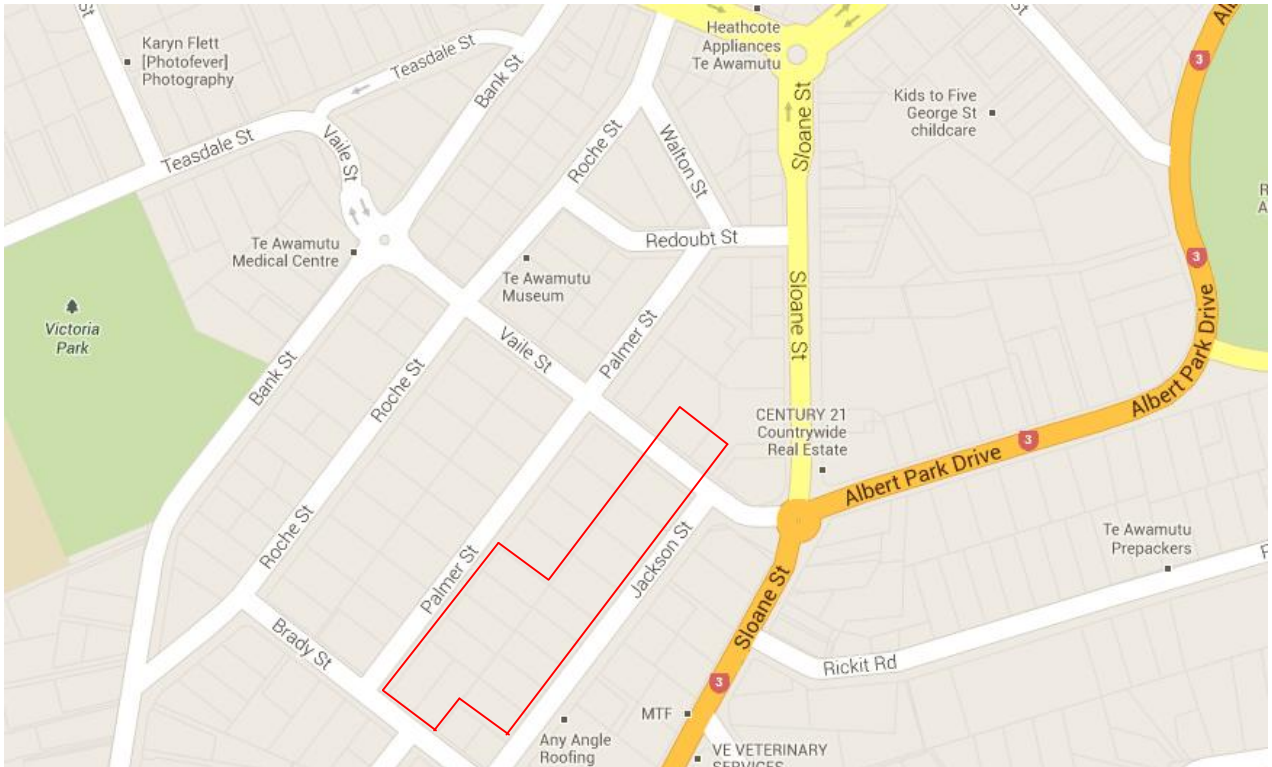 St
Karyn Flett
[Photofever]
Photography
Teasdale St
Bank St
Heathcote
Appliances
Te Awamutu
St
3
Kids to Five
George St
childcare
Sloane St
Teasdale St
Vaile St
Roche St
Walton St
Te Awamutu
Medical Centre
Redoubt St
3
Te Awamutu
Museum
Sloane St
Victoria
Park
Vaile St
Palmer St
Bank St
Roche St
Albert Park Drive
CENTURY 21
Countrywide
Real Estate
3
Albert Park Drive
Roche St
Palmer St
Jackson St
Te Awamutu
Prepackers
Sloane St
Brady St
Rickit Rd
3
MTF
Any Angle
Roofing
VE VETERINARY
SERVICES